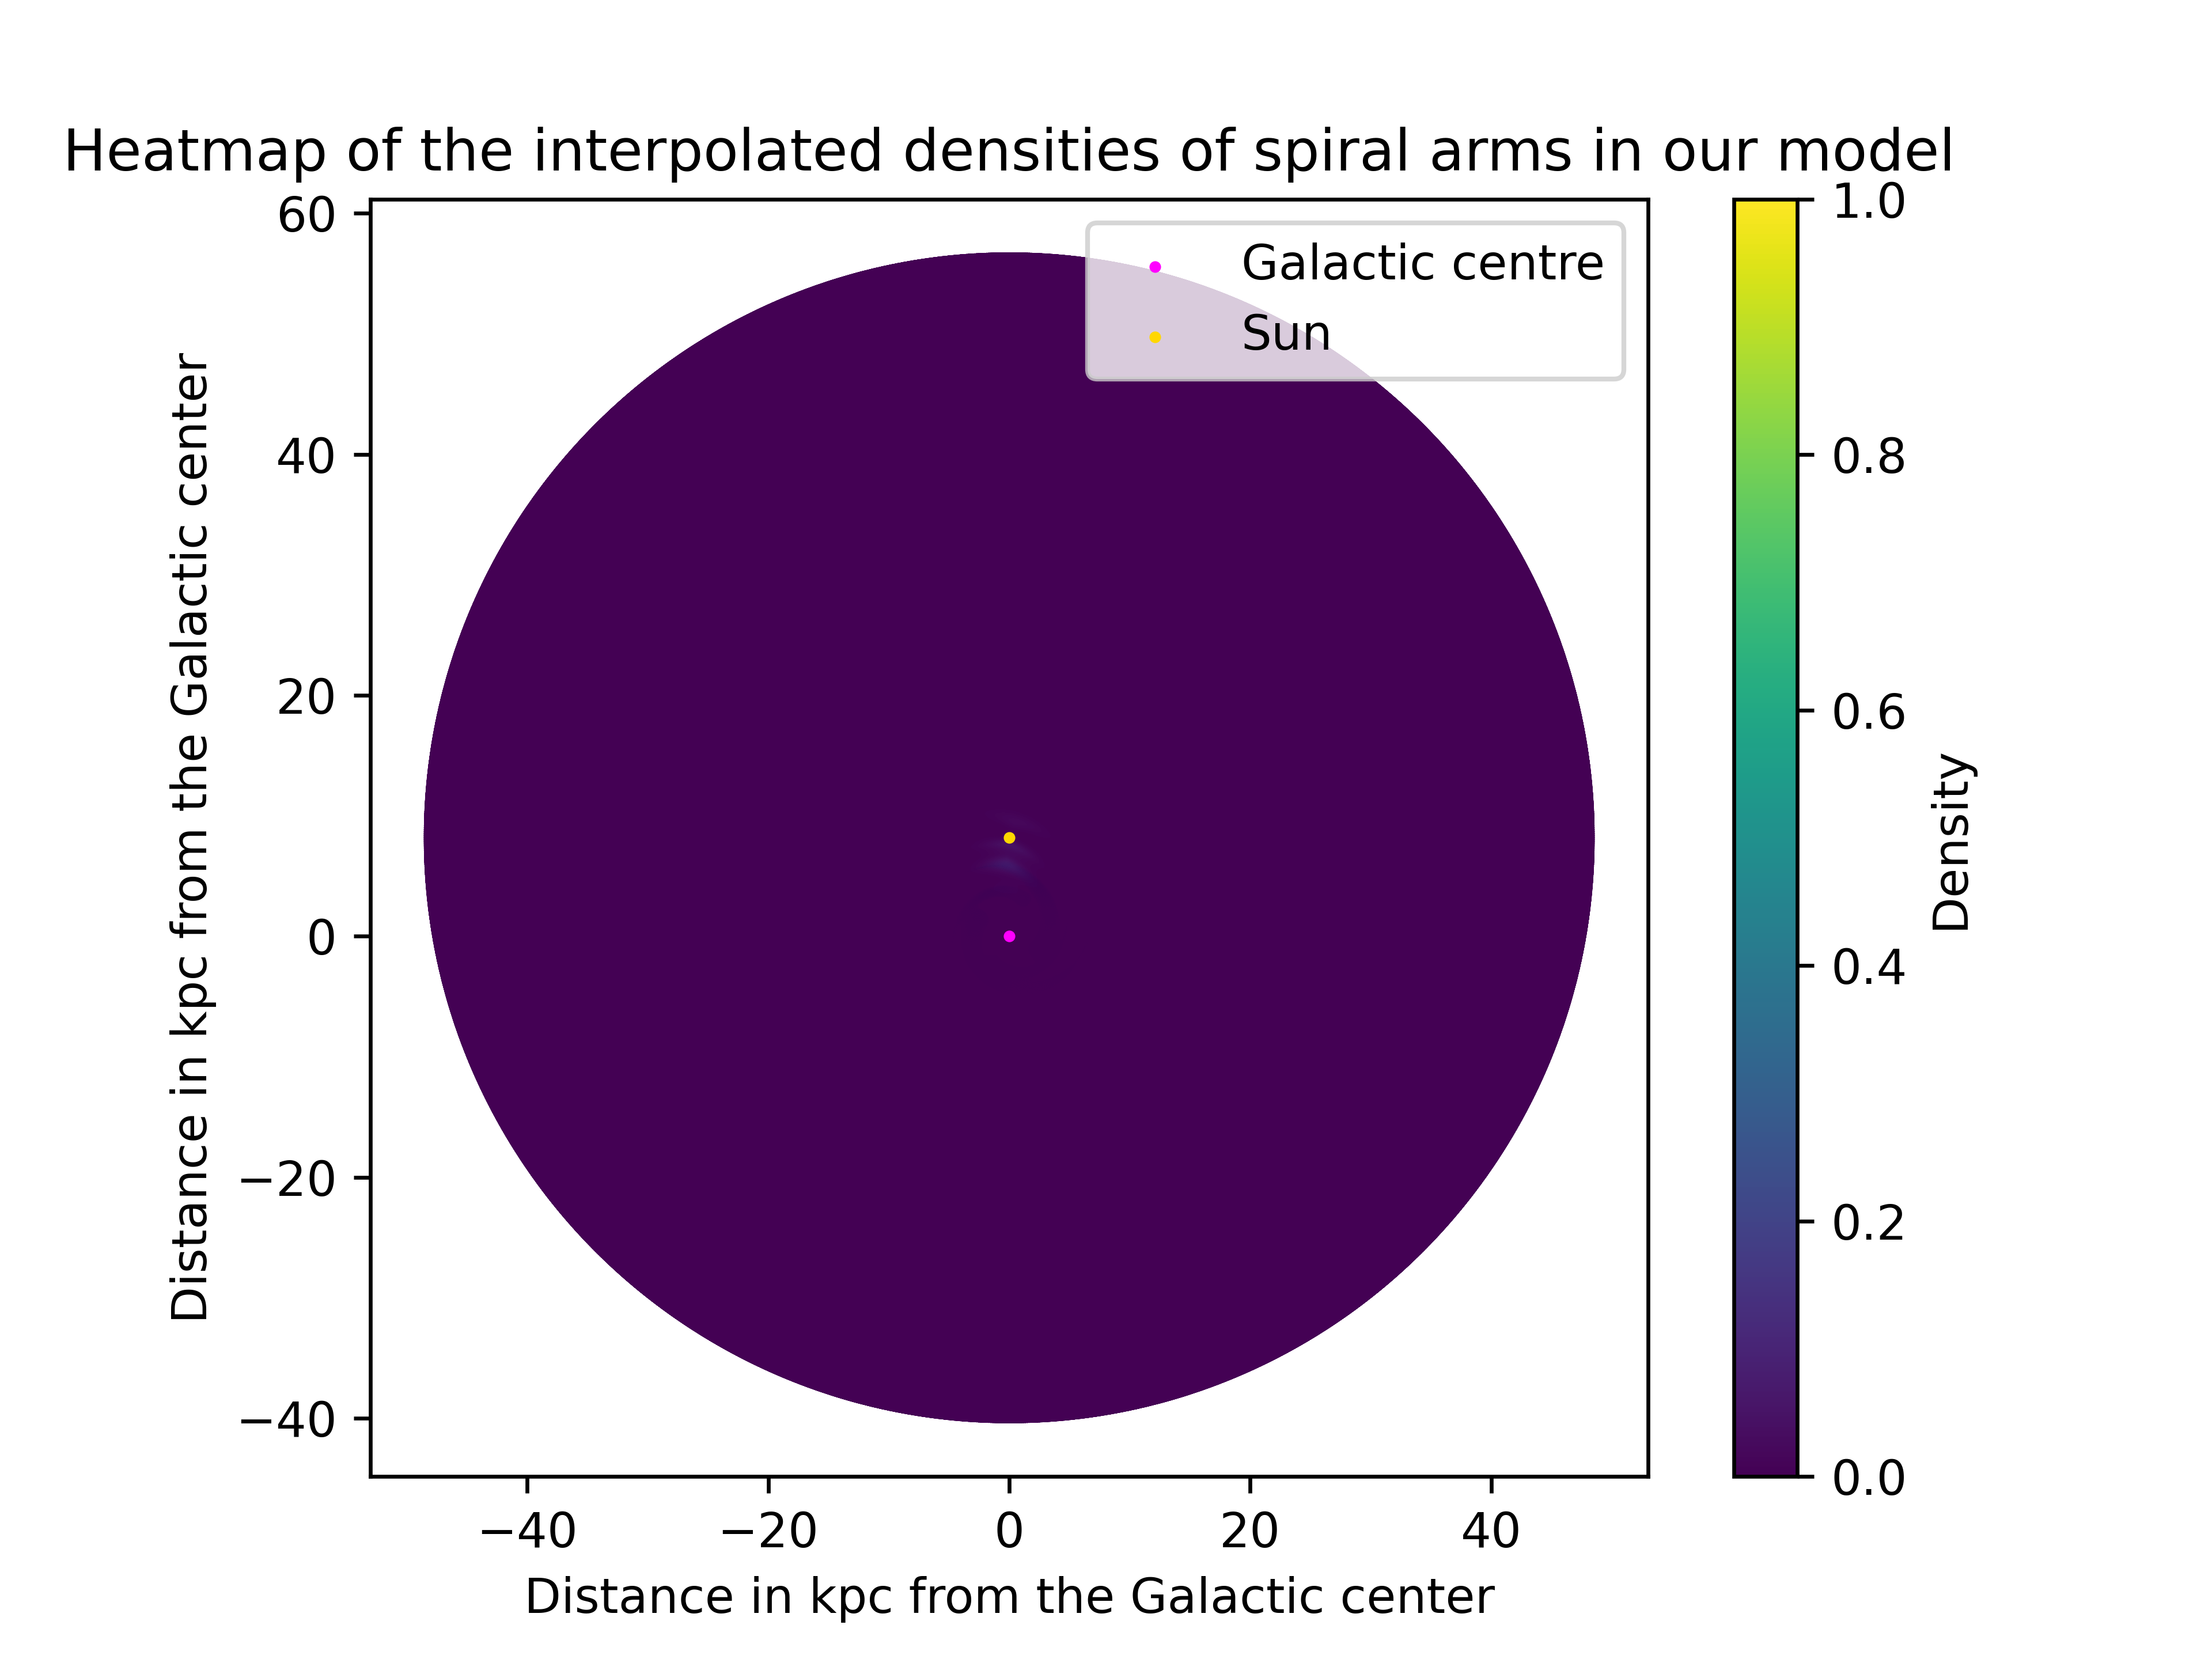 Heatmap of the interpolated densities of spiral arms in our model
Galactic centre
Sun
60
40
20
0
−20
−40
Distance in kpc from the Galactic center
−40
−20
0
20
40
Distance in kpc from the Galactic center
1.0
0.8
0.6
0.4
0.2
0.0
Density